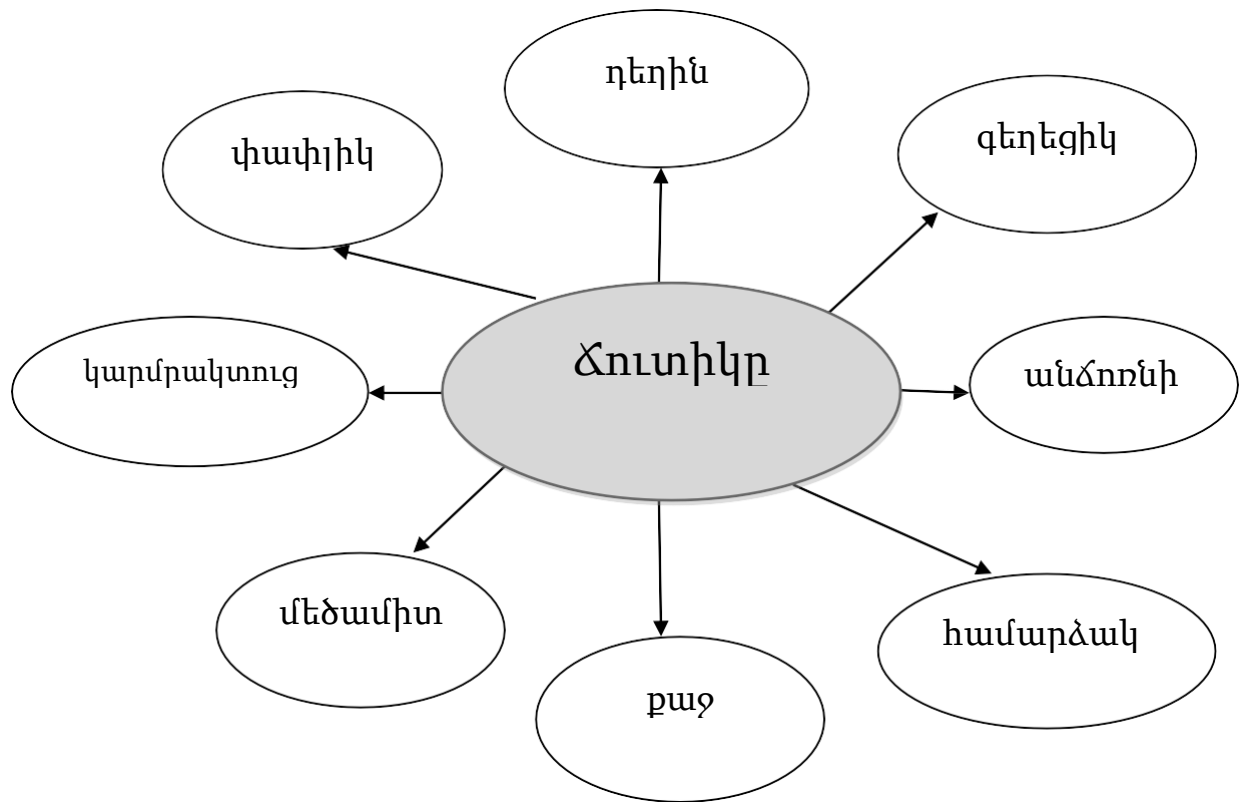 դեղին
գեղեցիկ
փափլիկ
Ճուտիկը
կարմրակտուց
անճոռնի
մեծամիտ
համարձակ
քաջ